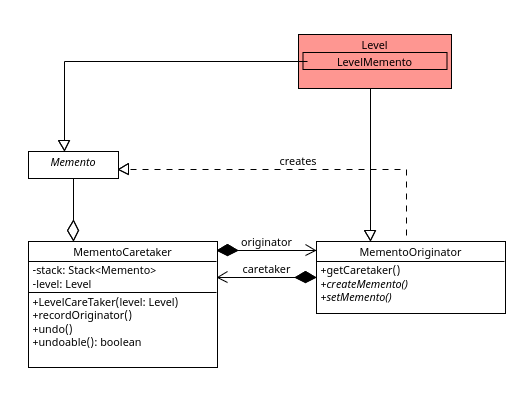 Level
LevelMemento
Memento
creates
MementoCaretaker
-stack: Stack<Memento>
-level: Level
+LevelCareTaker(level: Level)
+recordOriginator()
+undo()
+undoable(): boolean
originator
caretaker
MementoOriginator
+getCaretaker()
+createMemento()
+setMemento()